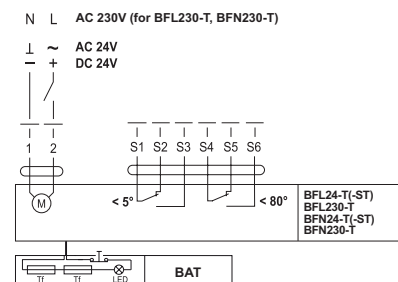 N L AC 230V (for BFL230-T, BFN230-T)
⊥ ~ AC 24V
− + DC 24V
1 2 S1 S2 S3 S4 S5 S6
M < 5° < 80°
BFL24-T(-ST)
BFL230-T
BFN24-T(-ST)
BFN230-T
T
Tf Tf LED BAT